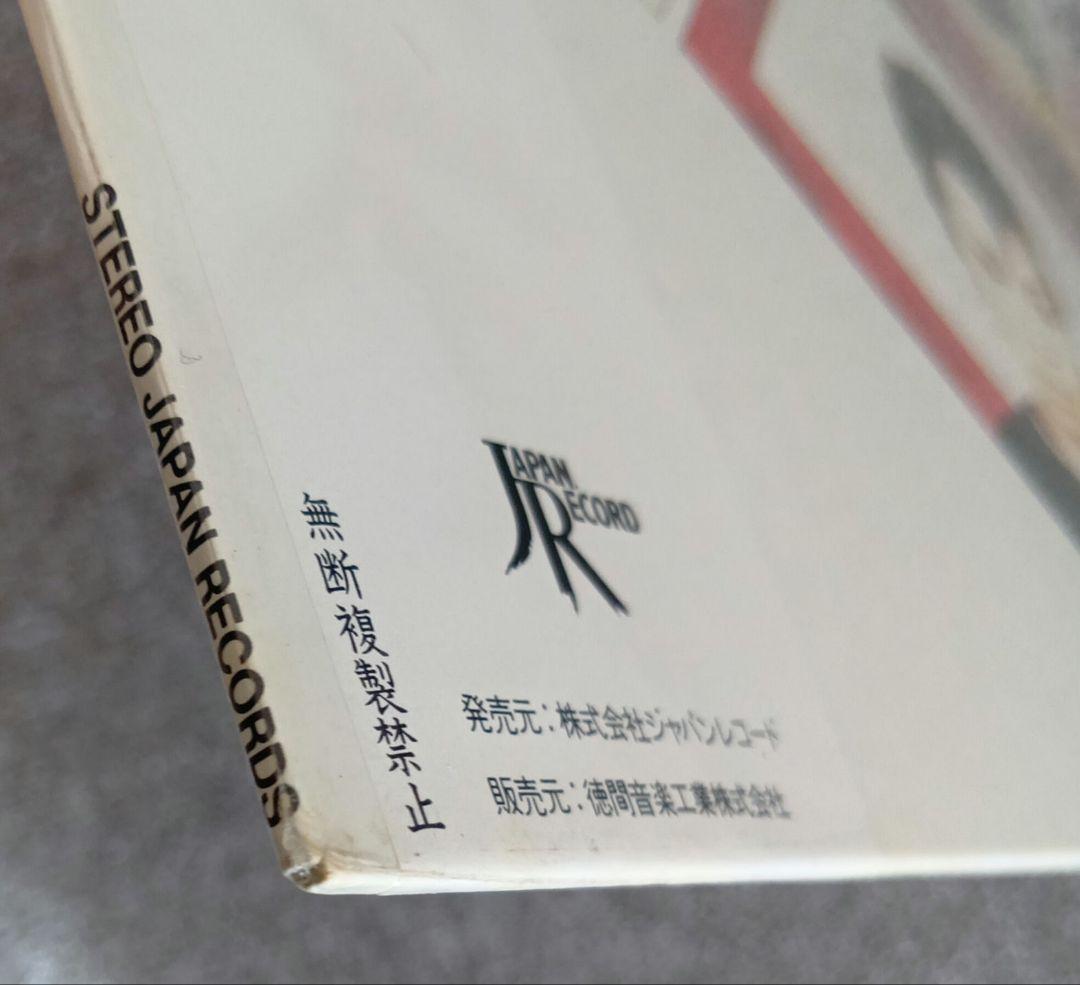 STEREO JAPAN RECORDS
無断複製禁止
JAPAN
RECORD
発売元：株式会社ジャパンレコード
販売元：徳間音楽工業株式会社